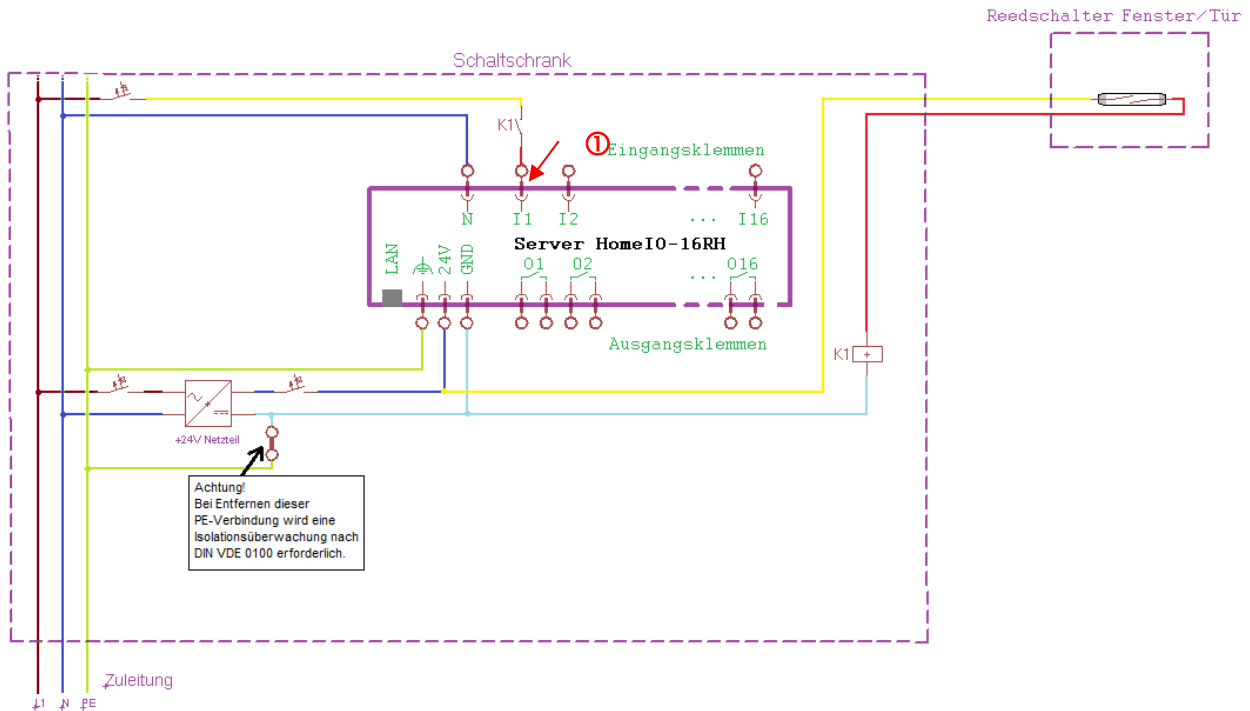 Reedschalter Fenster/Tür
Schaltschrank
K1
①
Eingangsklemmen
N I1 I2 ... I16
Server HomeIO-16RH
LAN 24V GND O1 O2 ... O16
Ausgangsklemmen
K1
+
+24V Netzteil
Achtung!
Bei Entfernen dieser
PE-Verbindung wird eine
Isolationsüberwachung nach
DIN VDE 0100 erforderlich.
Zuleitung
L1 N PE